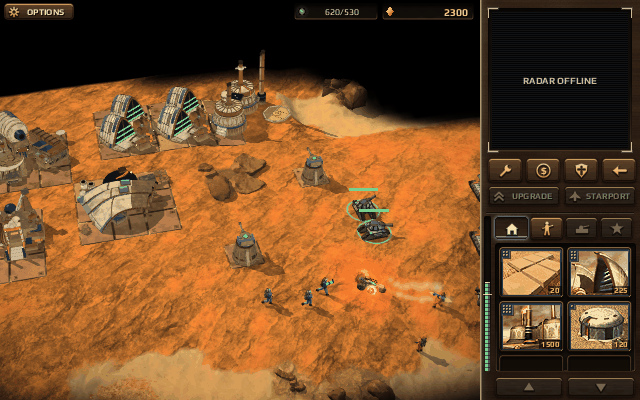 OPTIONS
620/530
2300
RADAR OFFLINE
UPGRADE
STARPORT
20
225
1500
120